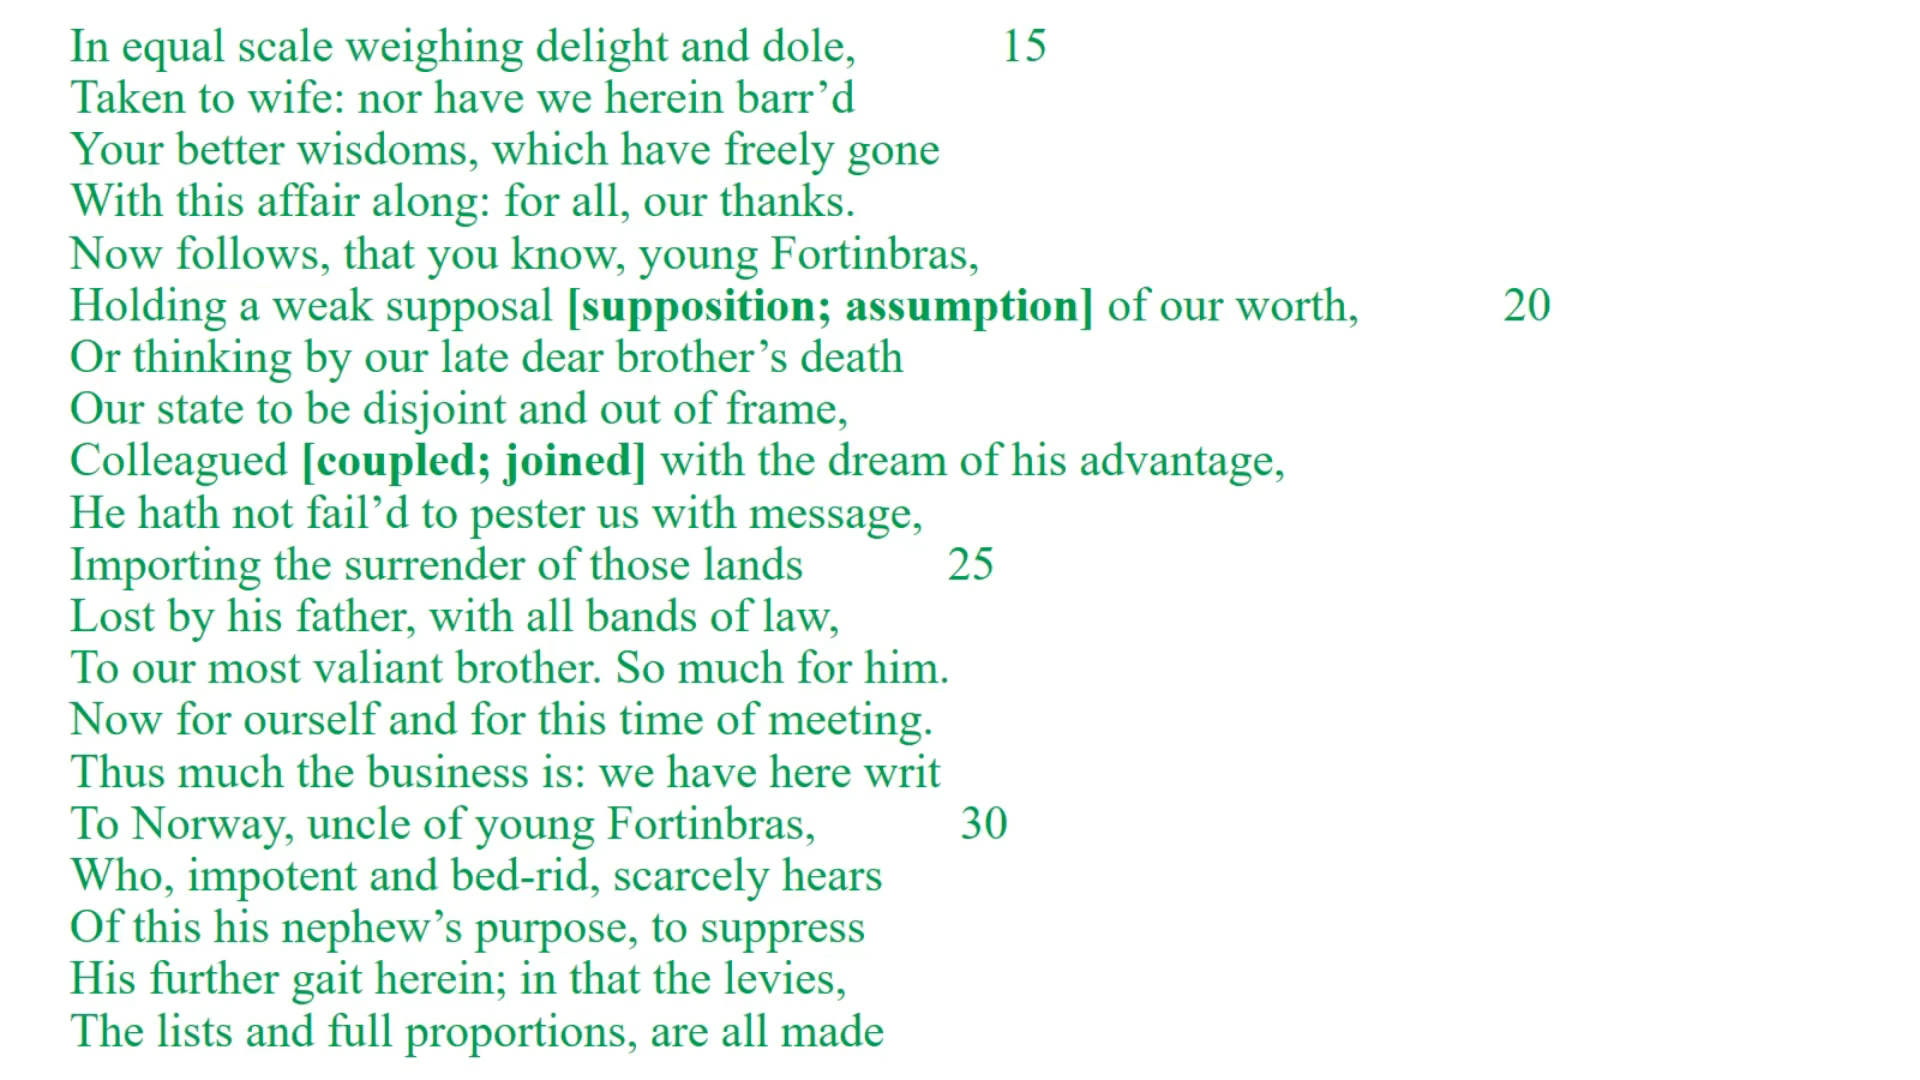 In equal scale weighing delight and dole, 15
Taken to wife: nor have we herein barr’d
Your better wisdoms, which have freely gone
With this affair along: for all, our thanks.
Now follows, that you know, young Fortinbras,
Holding a weak supposal [supposition; assumption] of our worth, 20
Or thinking by our late dear brother’s death
Our state to be disjoint and out of frame,
Colleagued [coupled; joined] with the dream of his advantage,
He hath not fail’d to pester us with message,
Importing the surrender of those lands 25
Lost by his father, with all bands of law,
To our most valiant brother. So much for him.
Now for ourself and for this time of meeting.
Thus much the business is: we have here writ
To Norway, uncle of young Fortinbras, 30
Who, impotent and bed-rid, scarcely hears
Of this his nephew’s purpose, to suppress
His further gait herein; in that the levies,
The lists and full proportions, are all made